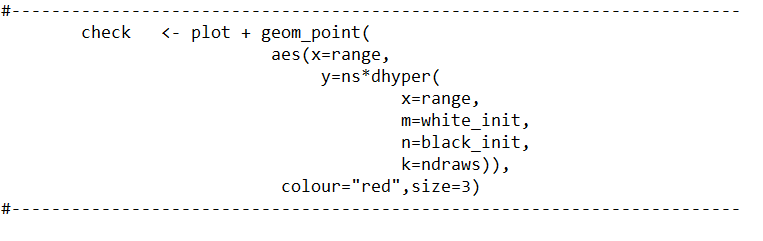 #-------------------------------------------------------------------------
check <- plot + geom_point(
aes(x=range,
y=ns*dhyper(
x=range,
m=white_init,
n=black_init,
k=ndraws)),
colour="red",size=3)
#-------------------------------------------------------------------------